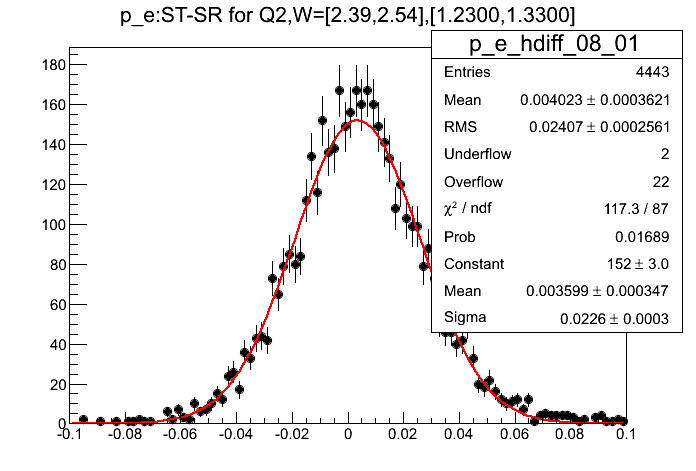 p_e:ST-SR for Q2,W=[2.39,2.54],[1.2300,1.3300]
p_e_hdiff_08_01
Entries 4443
Mean 0.004023 ± 0.0003621
RMS 0.02407 ± 0.0002561
Underflow 2
Overflow 22
χ² / ndf 117.3 / 87
Prob 0.01689
Constant 152 ± 3.0
Mean 0.003599 ± 0.000347
Sigma 0.0226 ± 0.0003
180
160
140
120
100
80
60
40
20
0
-0.1 -0.08 -0.06 -0.04 -0.02 0 0.02 0.04 0.06 0.08 0.1